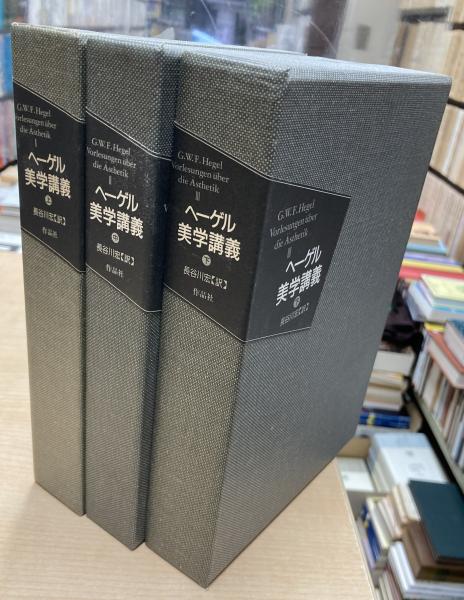 G.W.F. Hegel
Vorlesungen über
die Ästhetik
I
ヘーゲル
美学講義
上
長谷川宏【訳】
作品社
G.W.F. Hegel
Vorlesungen über
die Ästhetik
ヘーゲル
美学講義
中
長谷川宏【訳】
作品社
G.W.F. Hegel
Vorlesungen über
die Ästhetik
III
ヘーゲル
美学講義
下
長谷川宏【訳】
作品社
G.W.F. Hegel
Vorlesungen über
die Ästhetik
III
ヘーゲル
美学講義
下
長谷川宏【訳】